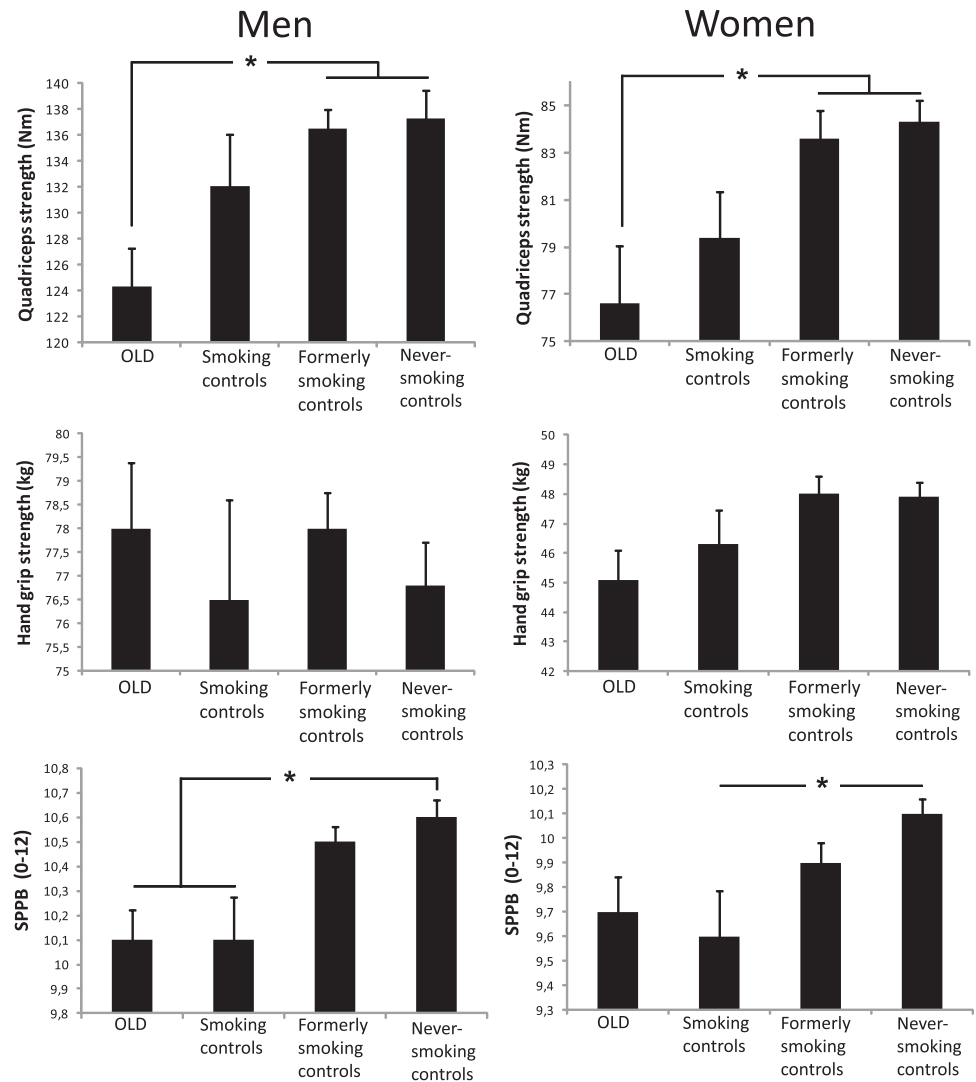 Men
Women
*
Quadriceps strength (Nm)
140
138
136
134
132
130
128
126
124
122
120
OLD
Smoking
controls
Formerly
smoking
controls
Never-
smoking
controls
*
Quadriceps strength (Nm)
85
83
81
79
77
75
OLD
Smoking
controls
Formerly
smoking
controls
Never-
smoking
controls
Hand grip strength (kg)
80
79,5
79
78,5
78
77,5
77
76,5
76
75,5
75
OLD
Smoking
controls
Formerly
smoking
controls
Never-
smoking
controls
Hand grip strength (kg)
50
49
48
47
46
45
44
43
42
OLD
Smoking
controls
Formerly
smoking
controls
Never-
smoking
controls
*
SPPB (0-12)
10,8
10,7
10,6
10,5
10,4
10,3
10,2
10,1
10
9,9
9,8
OLD
Smoking
controls
Formerly
smoking
controls
Never-
smoking
controls
*
SPPB (0-12)
10,3
10,2
10,1
10
9,9
9,8
9,7
9,6
9,5
9,4
9,3
OLD
Smoking
controls
Formerly
smoking
controls
Never-
smoking
controls